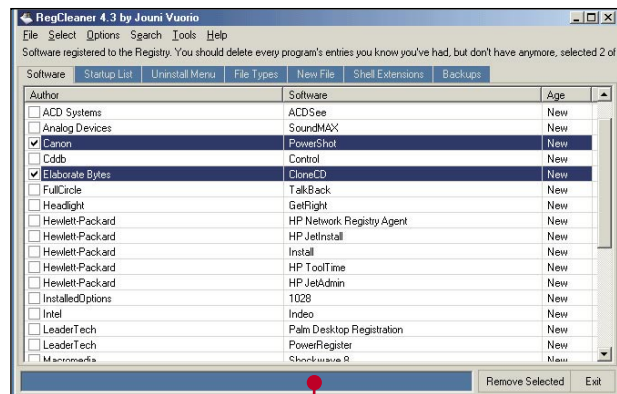 RegCleaner 4.3 by Jouni Vuorio
File Select Options Search Tools Help
Software registered to the Registry. You should delete every program's entries you know you've had, but don't have anymore, selected 2 of
Software Startup List Uninstall Menu File Types New File Shell Extensions Backups
Author Software Age
ACD Systems ACDSee New
Analog Devices SoundMAX New
Canon PowerShot New
Cddb Control New
Elaborate Bytes CloneCD New
FullCircle TalkBack New
Headlight GetRight New
Hewlett-Packard HP Network Registry Agent New
Hewlett-Packard HP JetInstall New
Hewlett-Packard Install New
Hewlett-Packard HP ToolTime New
Hewlett-Packard HP JetAdmin New
InstalledOptions 1028 New
Intel Indeo New
LeaderTech Palm Desktop Registration New
LeaderTech PowerRegister New
Macromedia Shockwave 8 New
Remove Selected Exit